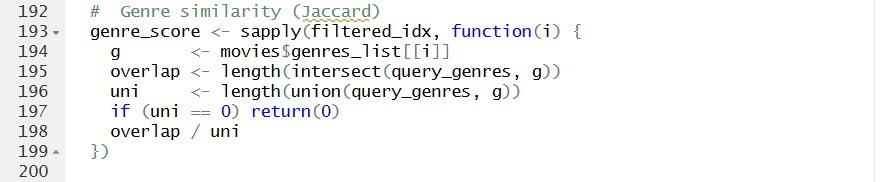 192 #  Genre similarity (Jaccard)
193 genre_score <- sapply(filtered_idx, function(i) {
194   g       <- movies$genres_list[[i]]
195   overlap <- length(intersect(query_genres, g))
196   uni     <- length(union(query_genres, g))
197   if (uni == 0) return(0)
198   overlap / uni
199 })
200